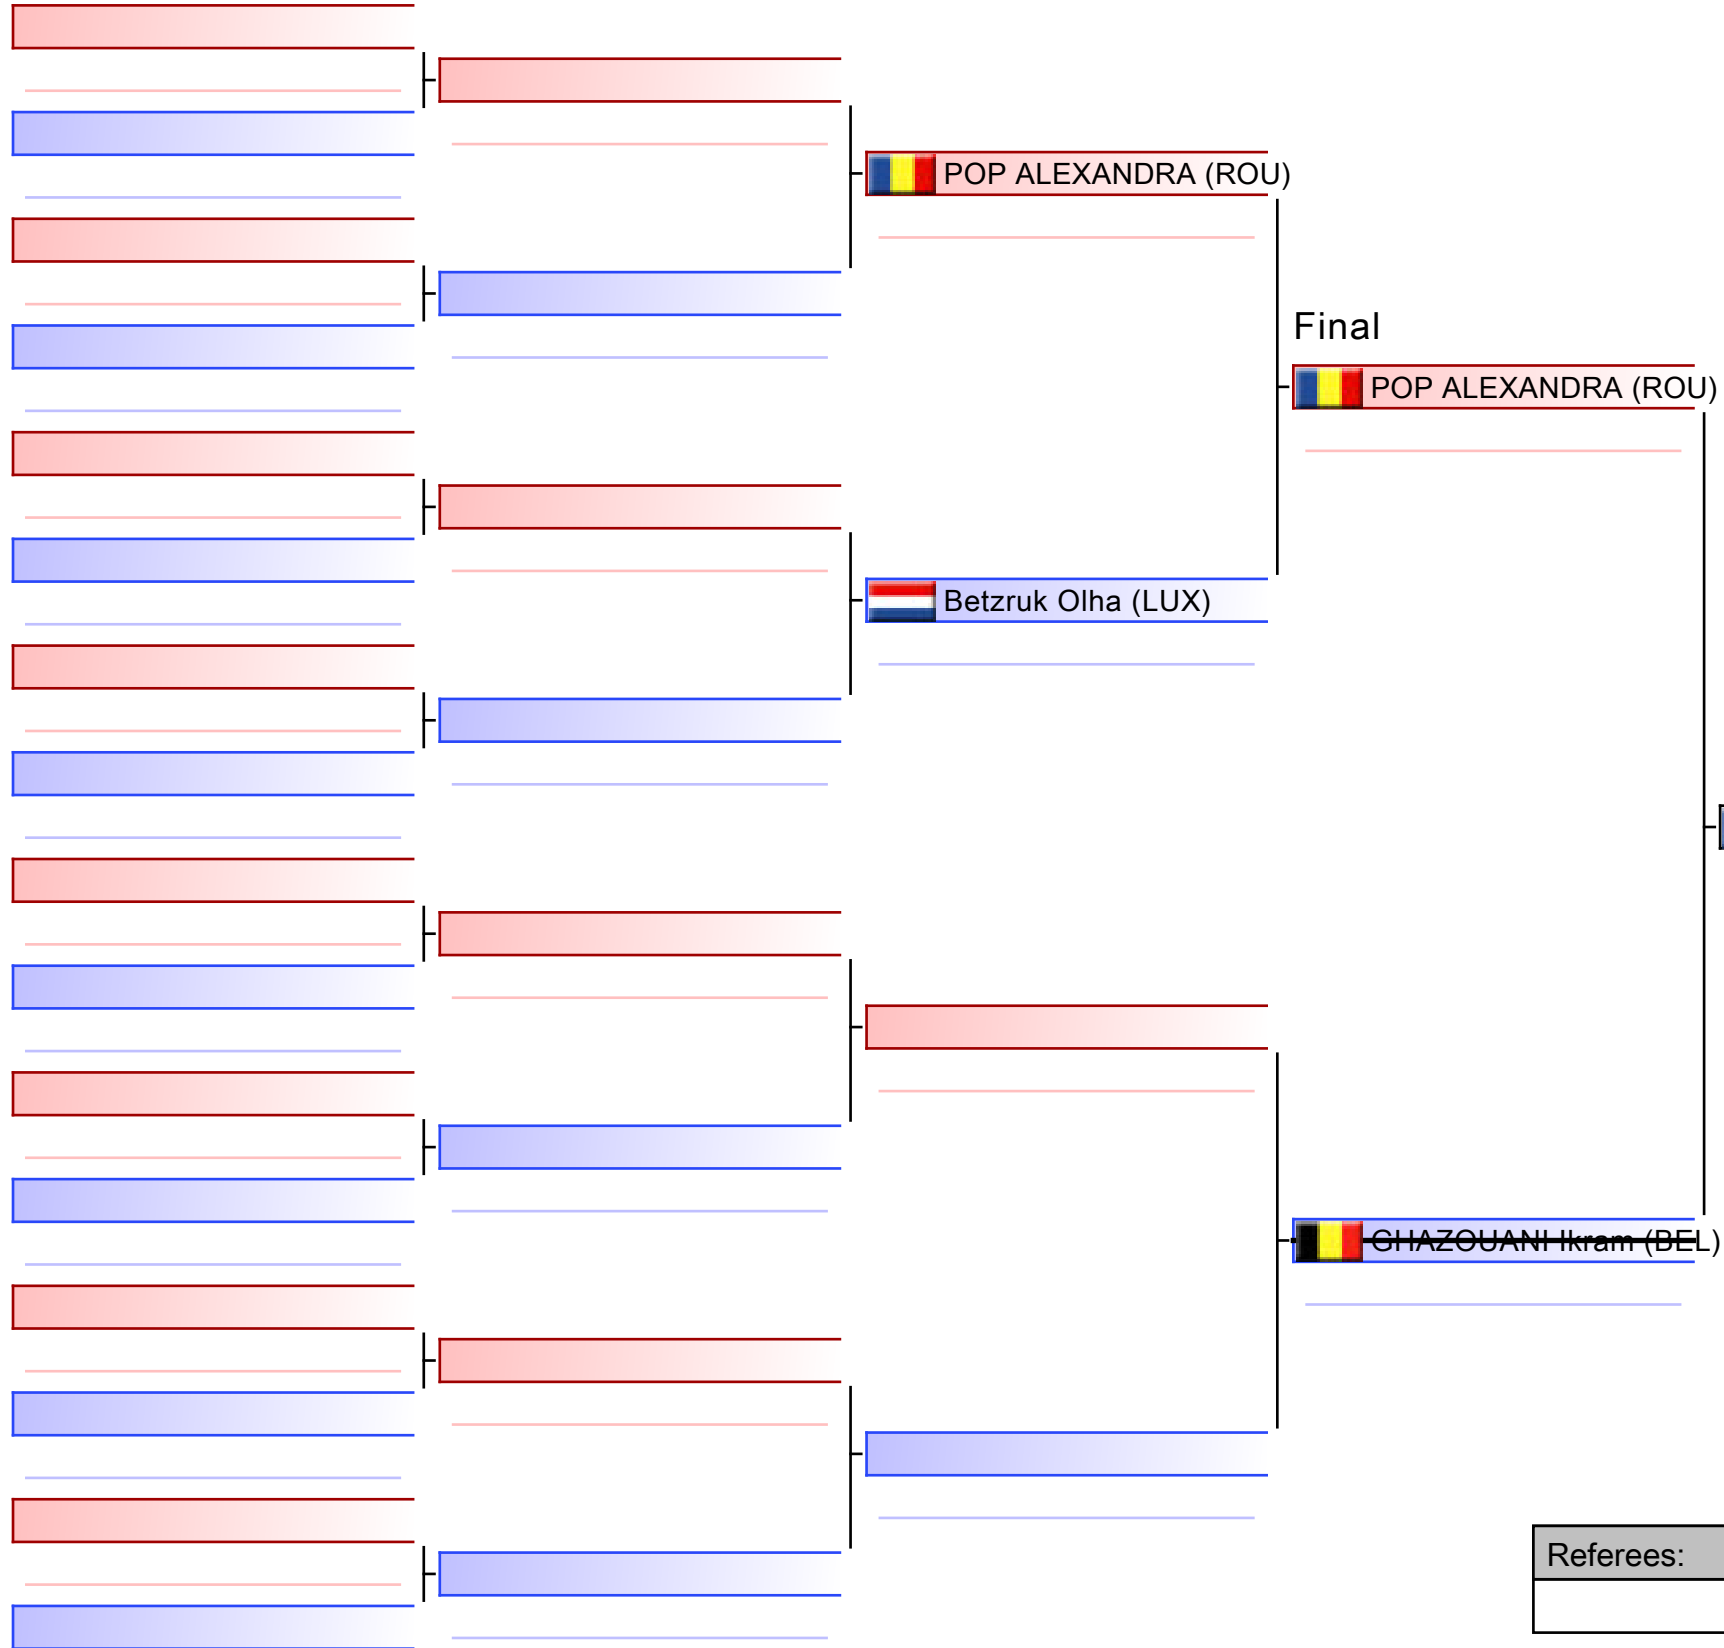 POP ALEXANDRA (ROU)
Final
POP ALEXANDRA (ROU)
Betzruk Olha (LUX)
GHAZOUANI Ikram (BEL)
Referees: